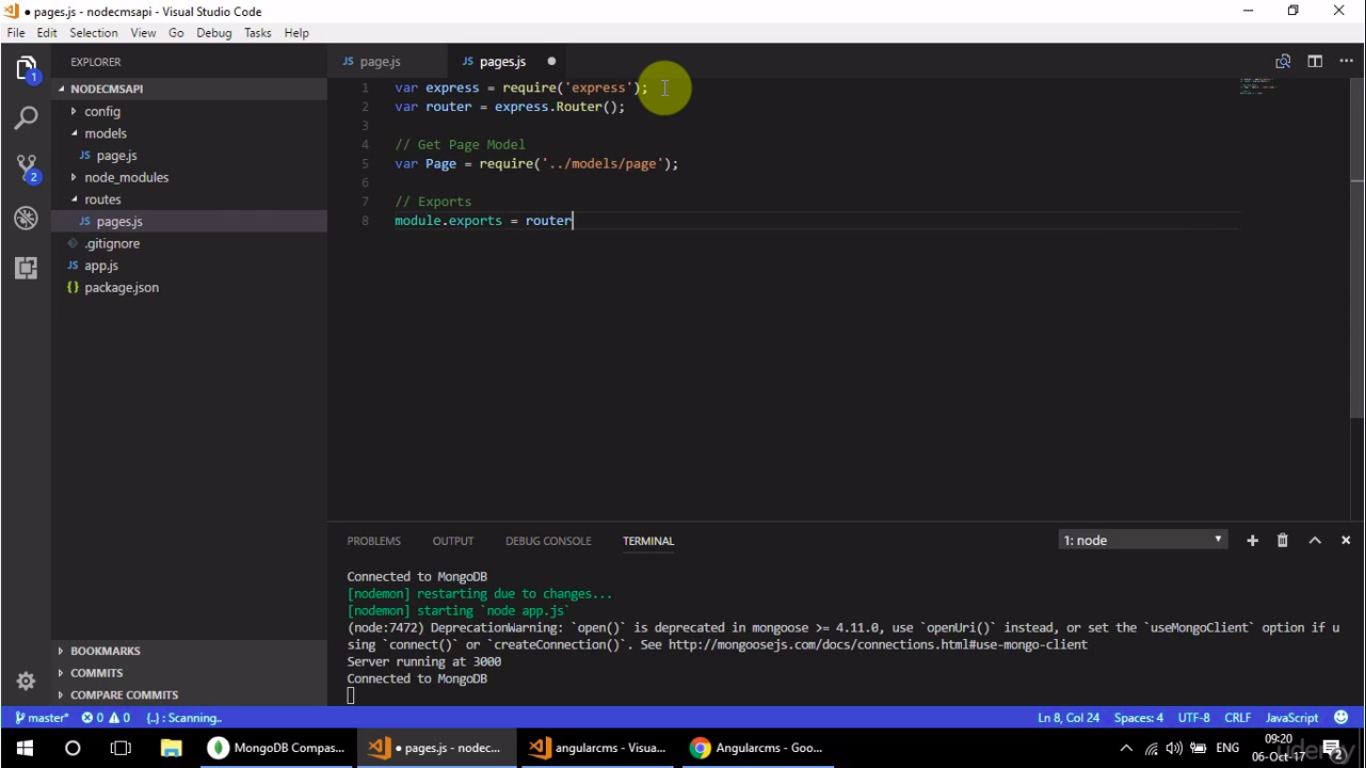 ● pages.js - nodecmsapi - Visual Studio Code
File Edit Selection View Go Debug Tasks Help
EXPLORER
JS page.js
JS pages.js ●
NODECMSAPI
config
models
JS page.js
node_modules
routes
JS pages.js
.gitignore
JS app.js
{} package.json
1
2
1 var express = require('express');
2 var router = express.Router();
3
4 // Get Page Model
5 var Page = require('../models/page');
6
7 // Exports
8 module.exports = router
PROBLEMS OUTPUT DEBUG CONSOLE TERMINAL
1: node
Connected to MongoDB
[nodemon] restarting due to changes...
[nodemon] starting `node app.js`
(node:7472) DeprecationWarning: `open()` is deprecated in mongoose >= 4.11.0, use `openUri()` instead, or set the `useMongoClient` option if u
sing `connect()` or `createConnection()`. See http://mongoosejs.com/docs/connections.html#use-mongo-client
Server running at 3000
Connected to MongoDB
BOOKMARKS
COMMITS
COMPARE COMMITS
master* 0 0 {..} : Scanning..
Ln 8, Col 24 Spaces: 4 UTF-8 CRLF JavaScript
MongoDB Compas...
● pages.js - nodec...
angularcms - Visua...
Angularcms - Goo...
ENG
09:20
06-Oct-17
2
udemy